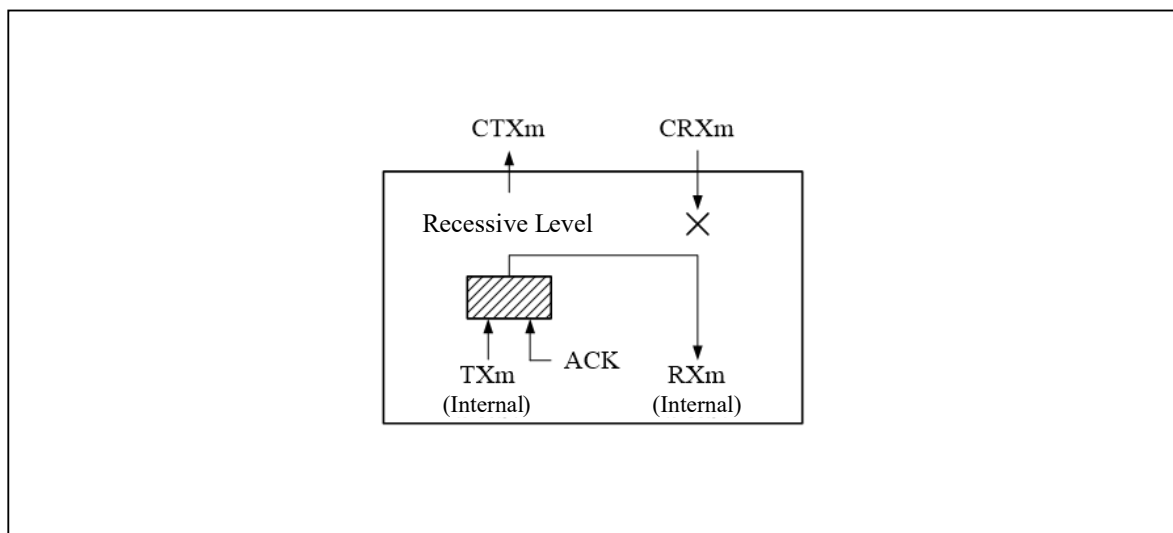 CTXm CRXm
Recessive Level
ACK
TXm RXm
(Internal) (Internal)